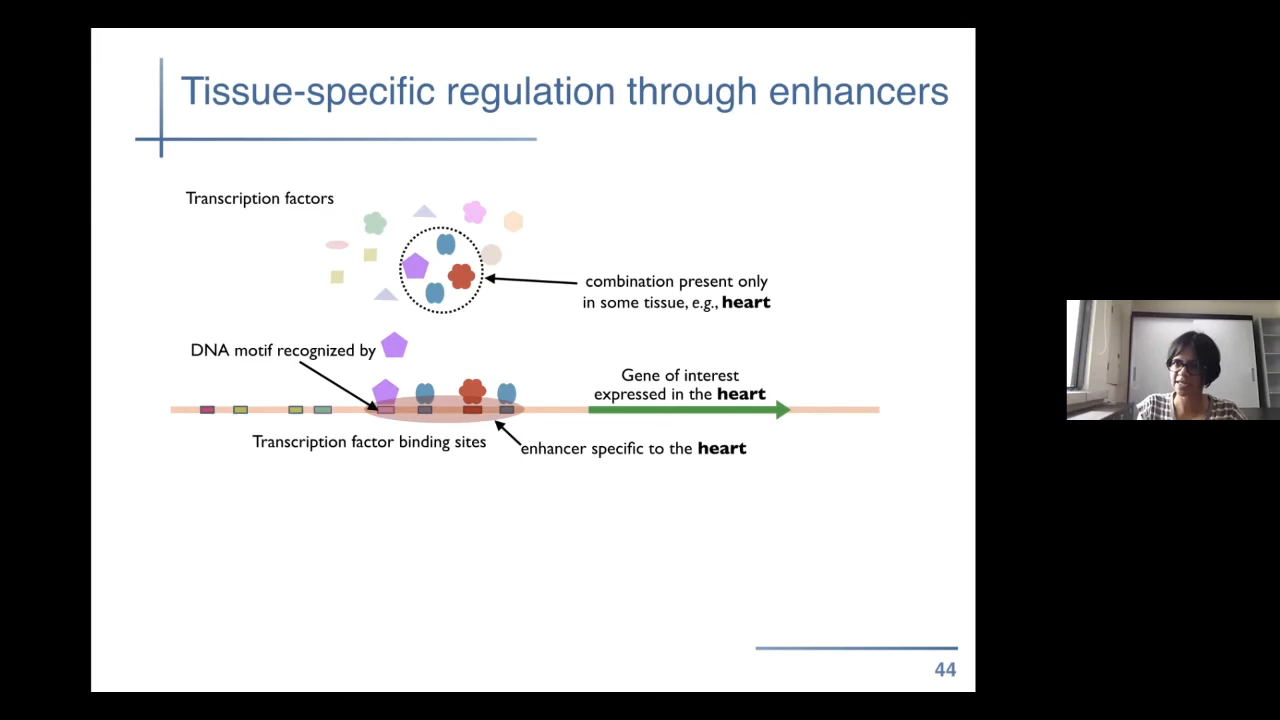 Tissue-specific regulation through enhancers
Transcription factors
combination present only
in some tissue, e.g., heart
DNA motif recognized by
Gene of interest
expressed in the heart
Transcription factor binding sites
enhancer specific to the heart
44